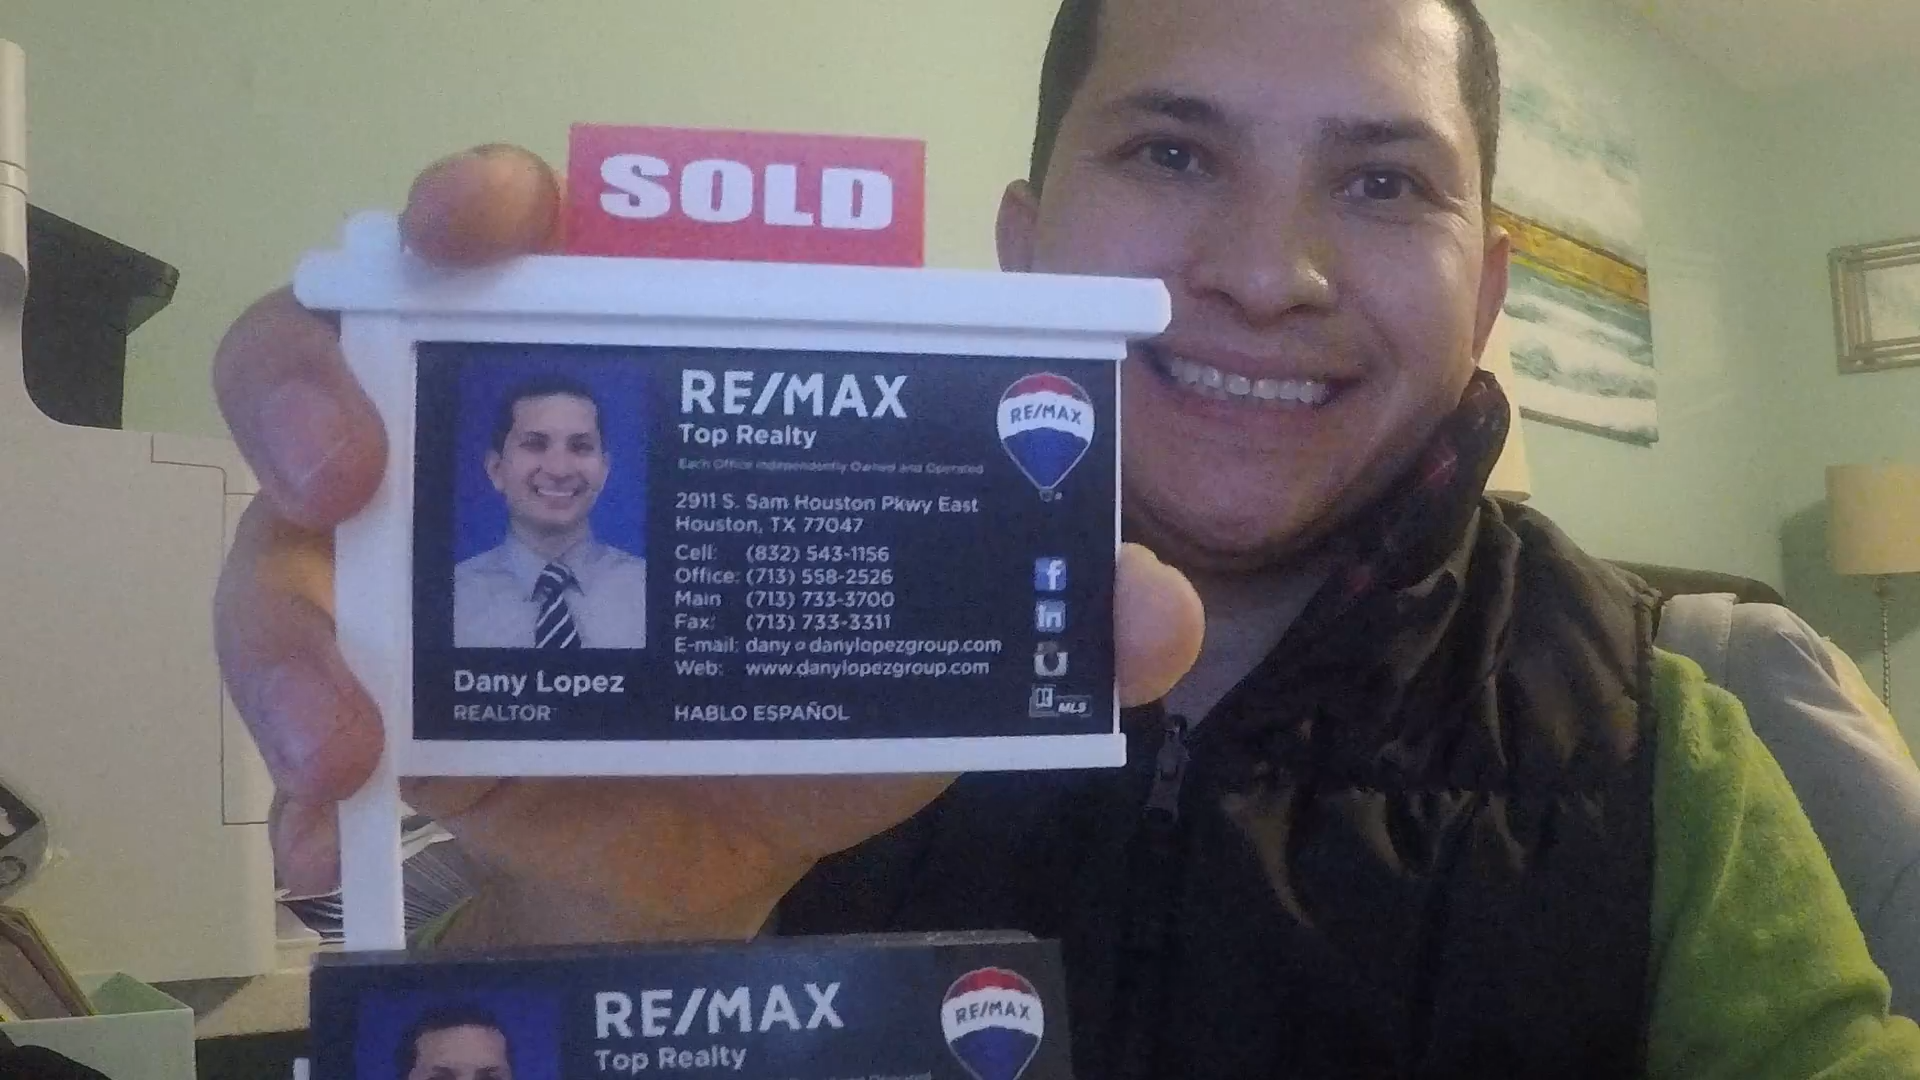 SOLD
RE/MAX
Top Realty
Each Office Independently Owned and Operated
RE/MAX
2911 S. Sam Houston Pkwy East
Houston, TX 77047
Cell: (832) 543-1156
Office: (713) 558-2526
Main (713) 733-3700
Fax: (713) 733-3311
E-mail: dany@danylopezgroup.com
Web: www.danylopezgroup.com
HABLO ESPAÑOL
Dany Lopez
REALTOR
f
in
R
MLS
RE/MAX
Top Realty
RE/MAX